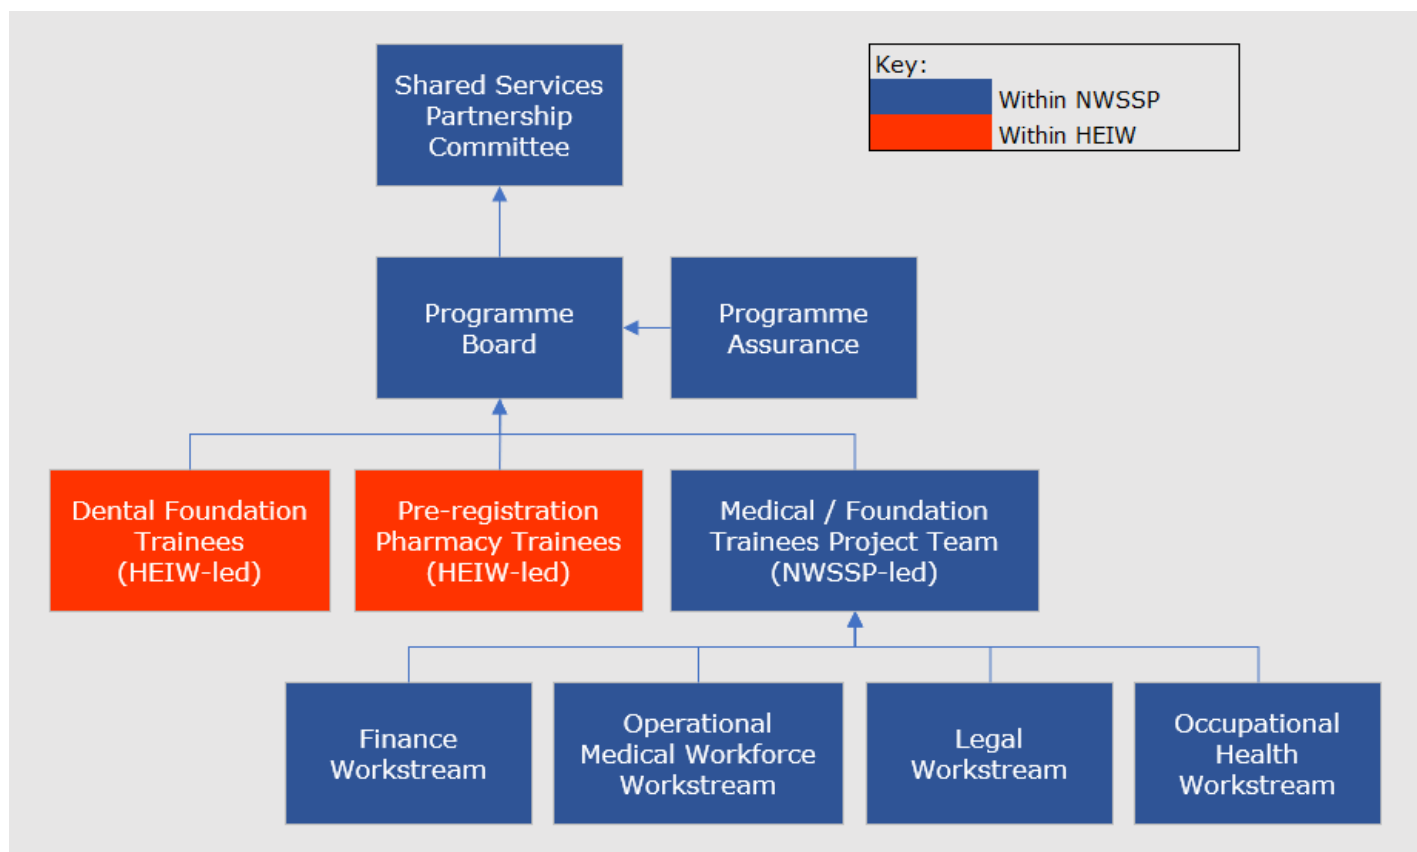 Shared Services
Partnership
Committee
Key:
Within NWSSP
Within HEIW
Programme
Board
Programme
Assurance
Dental Foundation
Trainees
(HEIW-led)
Pre-registration
Pharmacy Trainees
(HEIW-led)
Medical / Foundation
Trainees Project Team
(NWSSP-led)
Finance
Workstream
Operational
Medical Workforce
Workstream
Legal
Workstream
Occupational
Health
Workstream